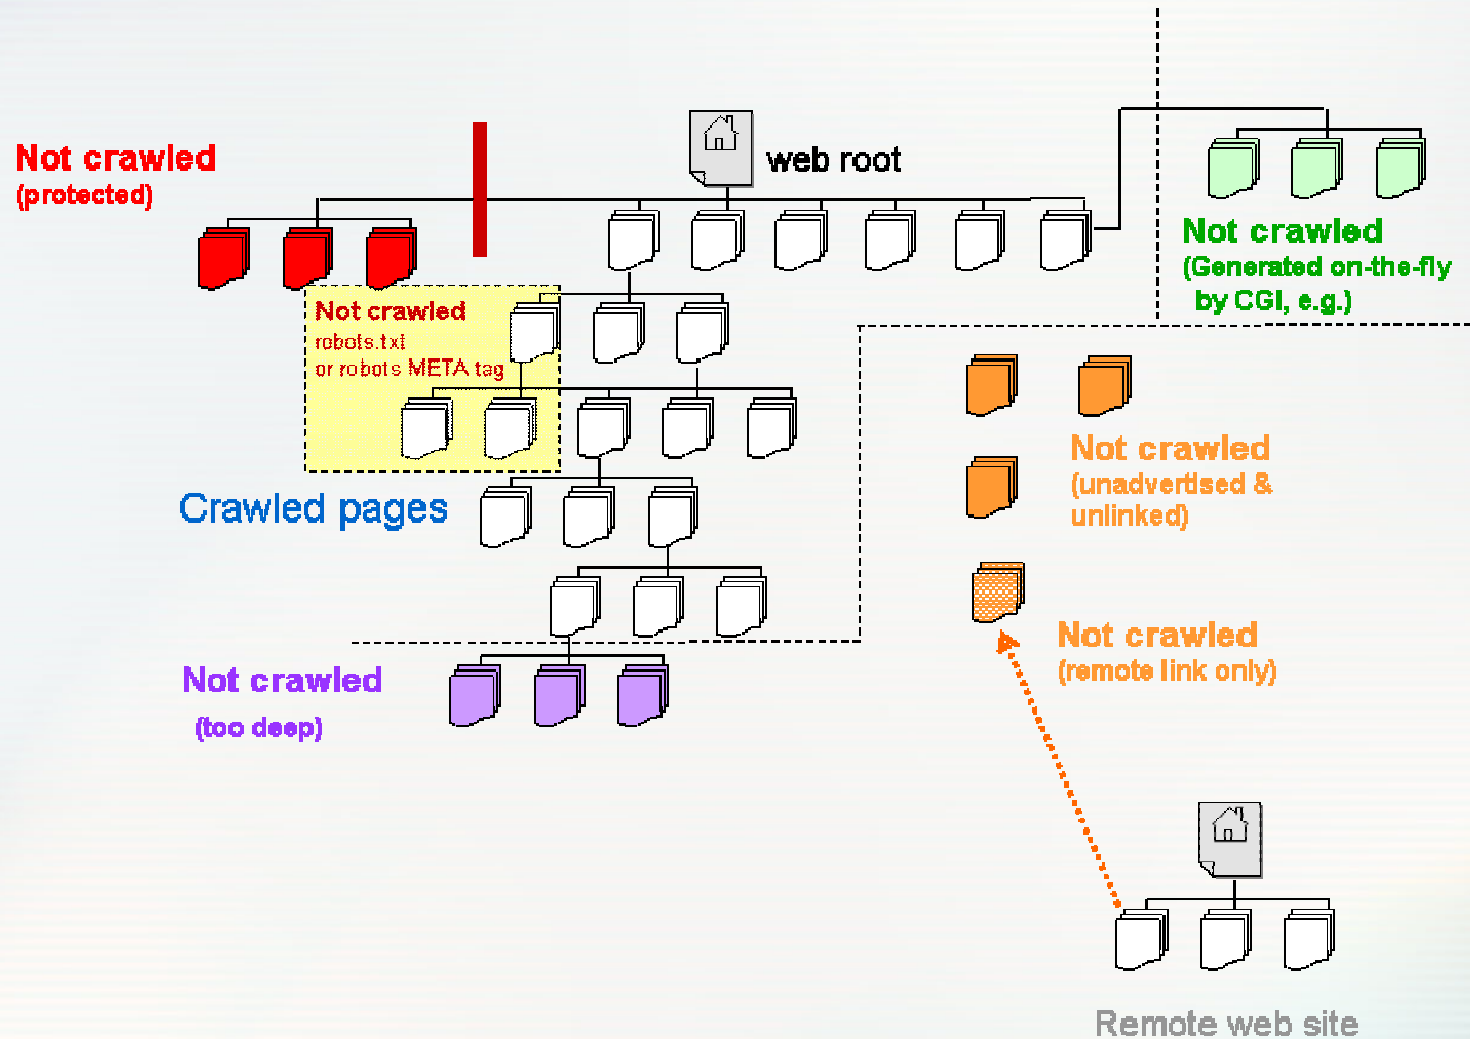 web root
Not crawled
(protected)
Not crawled
(Generated on-the-fly
by CGI, e.g.)
Not crawled
robots.txt
or robots META tag
Crawled pages
Not crawled
(unadvertised &
unlinked)
Not crawled
(remote link only)
Not crawled
(too deep)
Remote web site